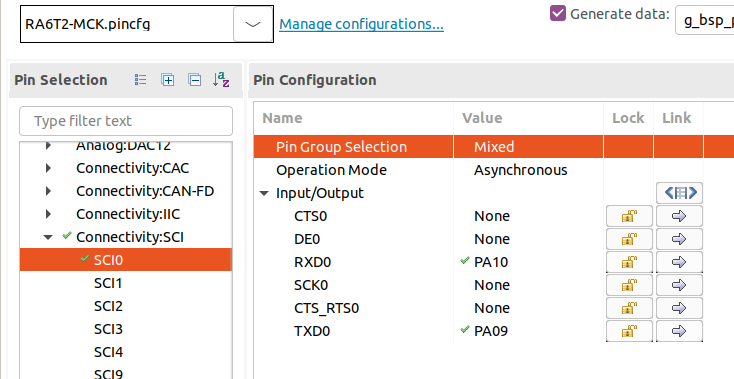 RA6T2-MCK.pincfg
Manage configurations...
Generate data:
g_bsp_p
Pin Selection
Type filter text
Analog:DAC12
Connectivity:CAC
Connectivity:CAN-FD
Connectivity:IIC
Connectivity:SCI
SCI0
SCI1
SCI2
SCI3
SCI4
SCI9
Pin Configuration
Name Value Lock Link
Pin Group Selection Mixed
Operation Mode Asynchronous
Input/Output
CTS0 None
DE0 None
RXD0 PA10
SCK0 None
CTS_RTS0 None
TXD0 PA09